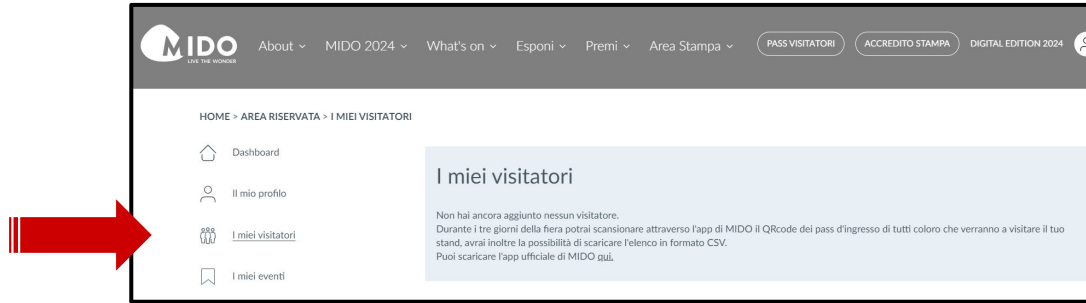 MIDO
LIVE THE WONDER
About
MIDO 2024
What's on
Esponi
Premi
Area Stampa
PASS VISITATORI
ACCREDITO STAMPA
DIGITAL EDITION 2024
HOME > AREA RISERVATA > I MIEI VISITATORI
Dashboard
Il mio profilo
I miei visitatori
I miei eventi
I miei visitatori
Non hai ancora aggiunto nessun visitatore.
Durante i tre giorni della fiera potrai scansionare attraverso l'app di MIDO il QRcode dei pass d'ingresso di tutti coloro che verranno a visitare il tuo
stand, avrai inoltre la possibilità di scaricare l'elenco in formato CSV.
Puoi scaricare l'app ufficiale di MIDO qui.